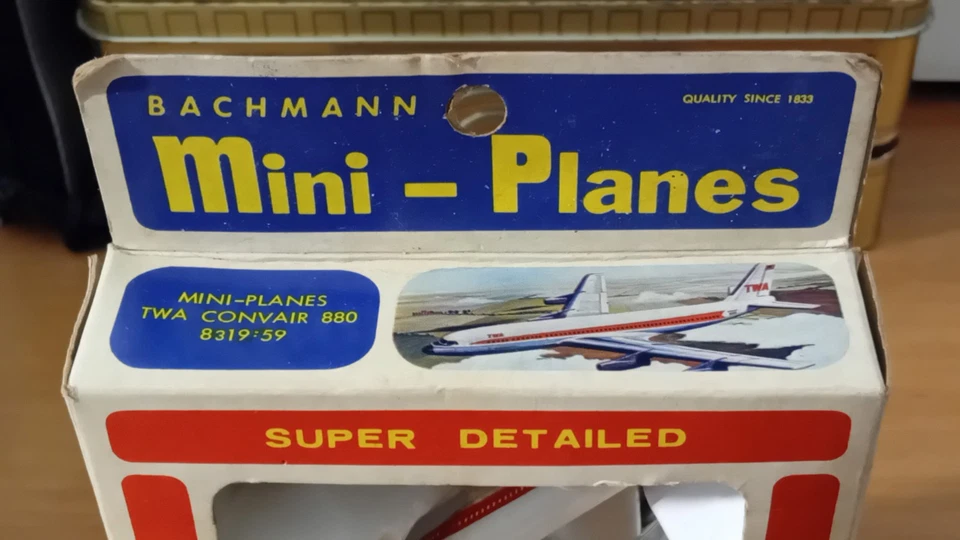 BACHMANN
QUALITY SINCE 1833
Mini-Planes
MINI-PLANES
TWA CONVAIR 880
8319:59
TWA
TWA
SUPER DETAILED